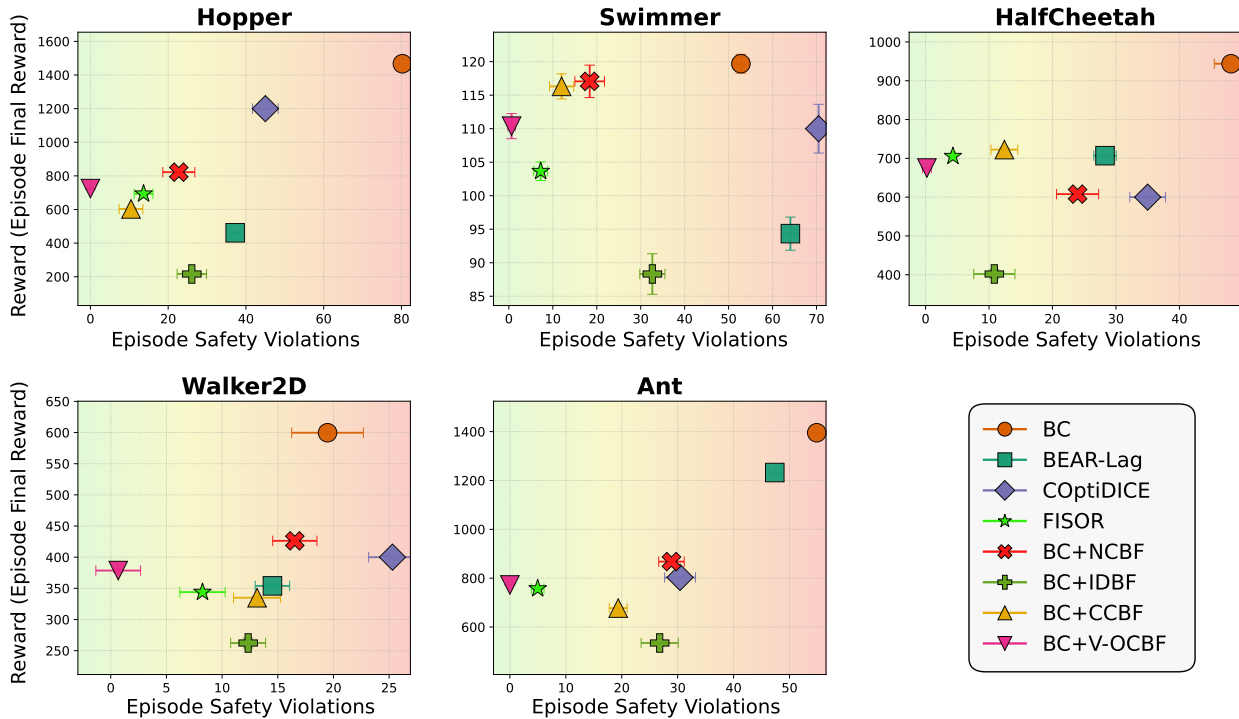 Hopper
Swimmer
HalfCheetah
Reward (Episode Final Reward)
1600
1400
1200
1000
800
600
400
200
0 20 40 60 80
Episode Safety Violations
120
115
110
105
100
95
90
85
0 10 20 30 40 50 60 70
Episode Safety Violations
1000
900
800
700
600
500
400
0 10 20 30 40
Episode Safety Violations
Walker2D
Ant
Reward (Episode Final Reward)
650
600
550
500
450
400
350
300
250
0 5 10 15 20 25
Episode Safety Violations
1400
1200
1000
800
600
0 10 20 30 40 50
Episode Safety Violations
BC
BEAR-Lag
COptiDICE
FISOR
BC+NCBF
BC+IDBF
BC+CCBF
BC+V-OCBF